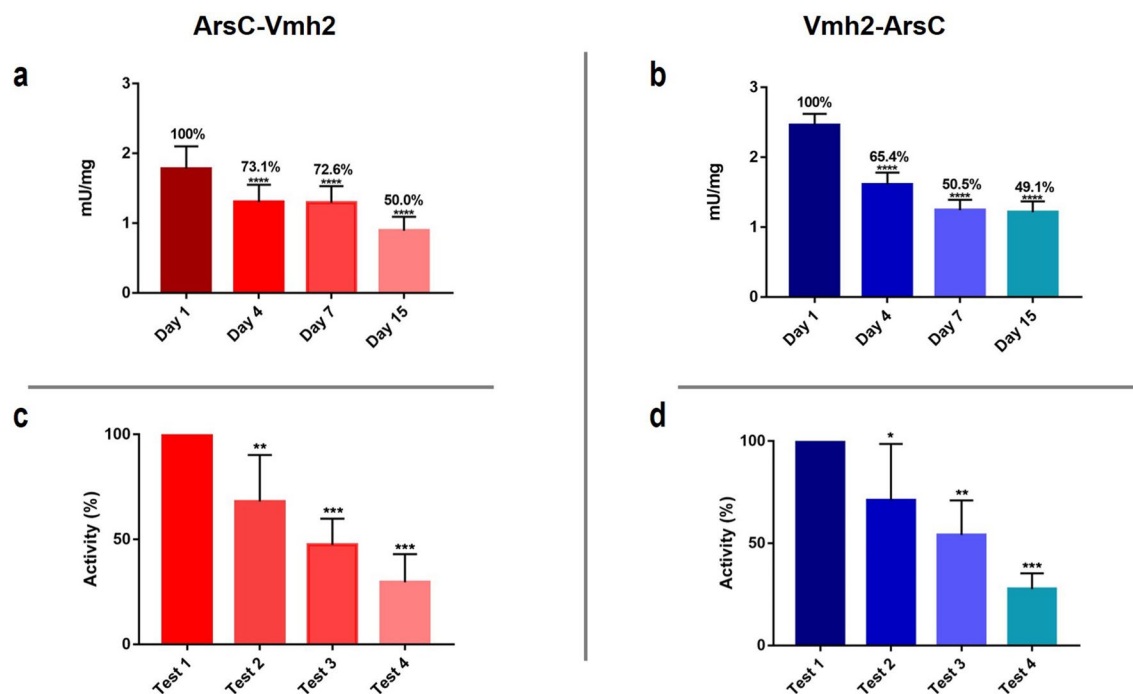 ArsC-Vmh2
Vmh2-ArsC
a
3
2
1
0
mU/mg
100%
73.1%
****
72.6%
****
50.0%
****
Day 1
Day 4
Day 7
Day 15
b
3
2
1
0
mU/mg
100%
65.4%
****
50.5%
****
49.1%
****
Day 1
Day 4
Day 7
Day 15
c
100
50
0
Activity (%)
**
***
***
Test 1
Test 2
Test 3
Test 4
d
100
50
0
Activity (%)
*
**
***
Test 1
Test 2
Test 3
Test 4